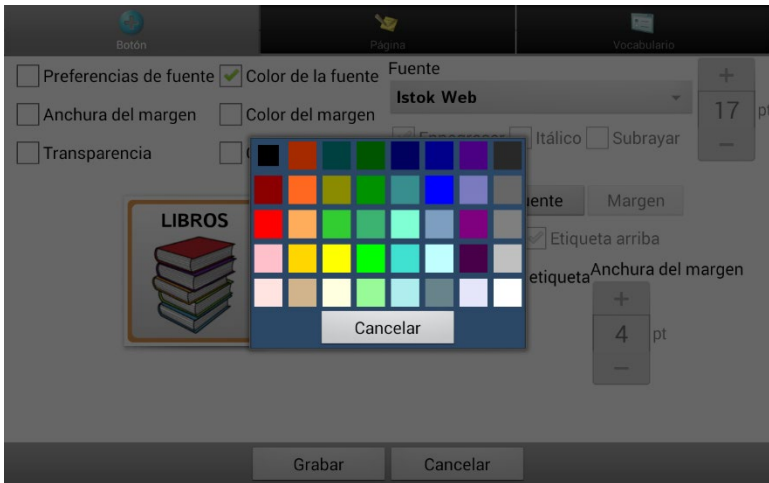 Botón
Página
Vocabulario
Preferencias de fuente
Color de la fuente
Fuente
Istok Web
17
pt
Anchura del margen
Color del margen
Ennegrecer
Itálico
Subrayar
Transparencia
Margen
LIBROS
Etiqueta arriba
etiqueta
Anchura del margen
4
pt
Cancelar
Grabar
Cancelar